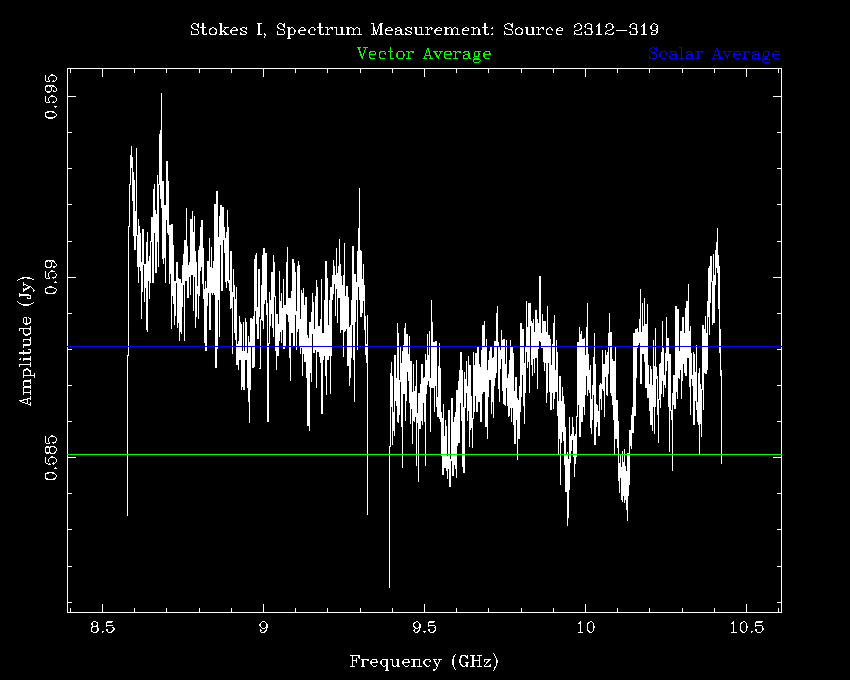 Stokes I, Spectrum Measurement: Source 2312-319
Vector Average Scalar Average
0.595
0.59
0.585
Amplitude (Jy)
8.5 9 9.5 10 10.5
Frequency (GHz)